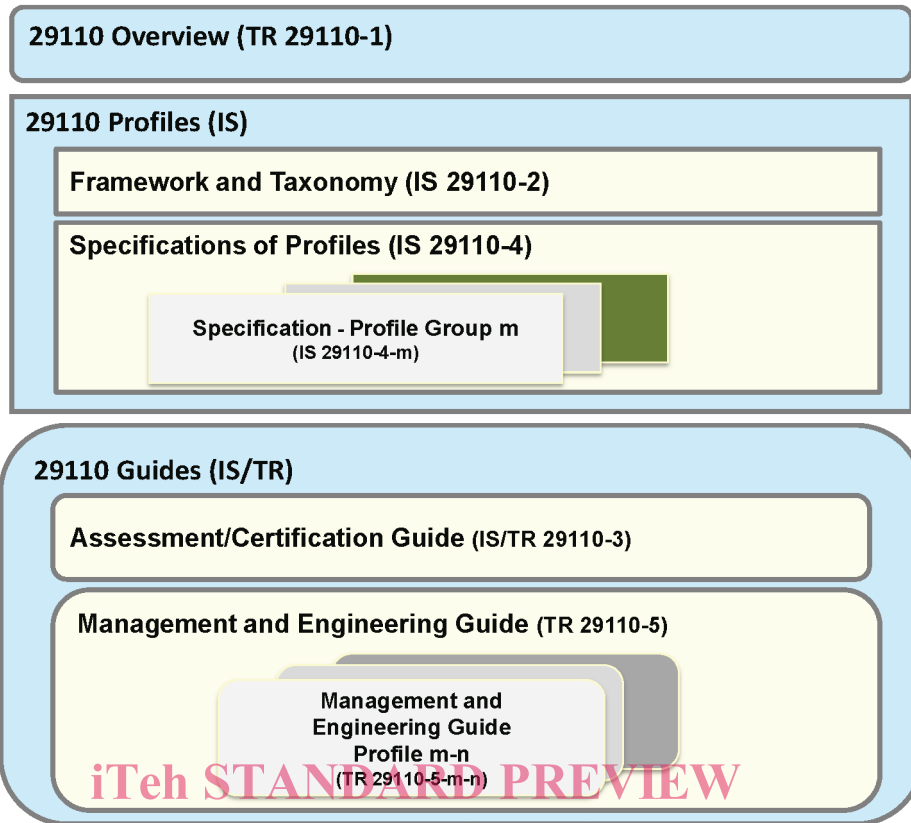 29110 Overview (TR 29110-1)
29110 Profiles (IS)
Framework and Taxonomy (IS 29110-2)
Specifications of Profiles (IS 29110-4)
Specification - Profile Group m
(IS 29110-4-m)
29110 Guides (IS/TR)
Assessment/Certification Guide (IS/TR 29110-3)
Management and Engineering Guide (TR 29110-5)
Management and
Engineering Guide
Profile m-n
(TR 29110-5-m-n)
iTeh STANDARD PREVIEW